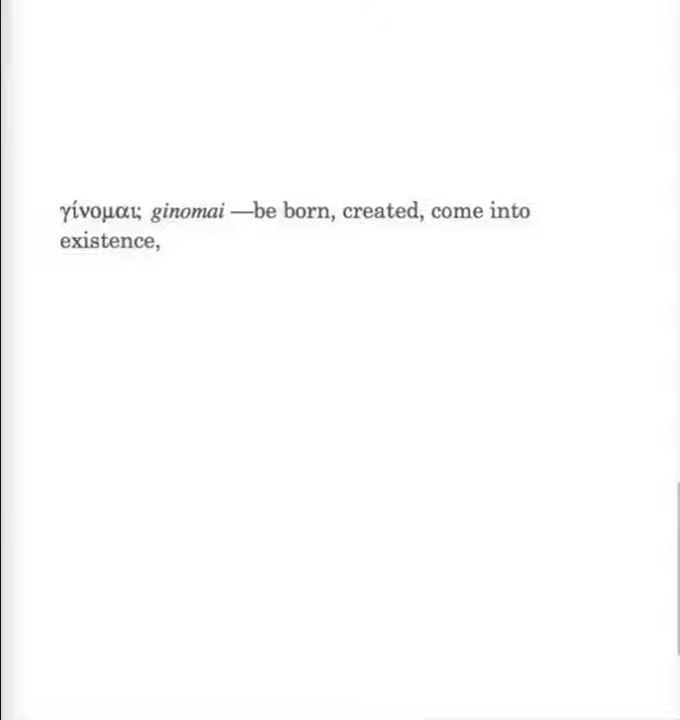 γίνομαι; ginomai —be born, created, come into
existence,